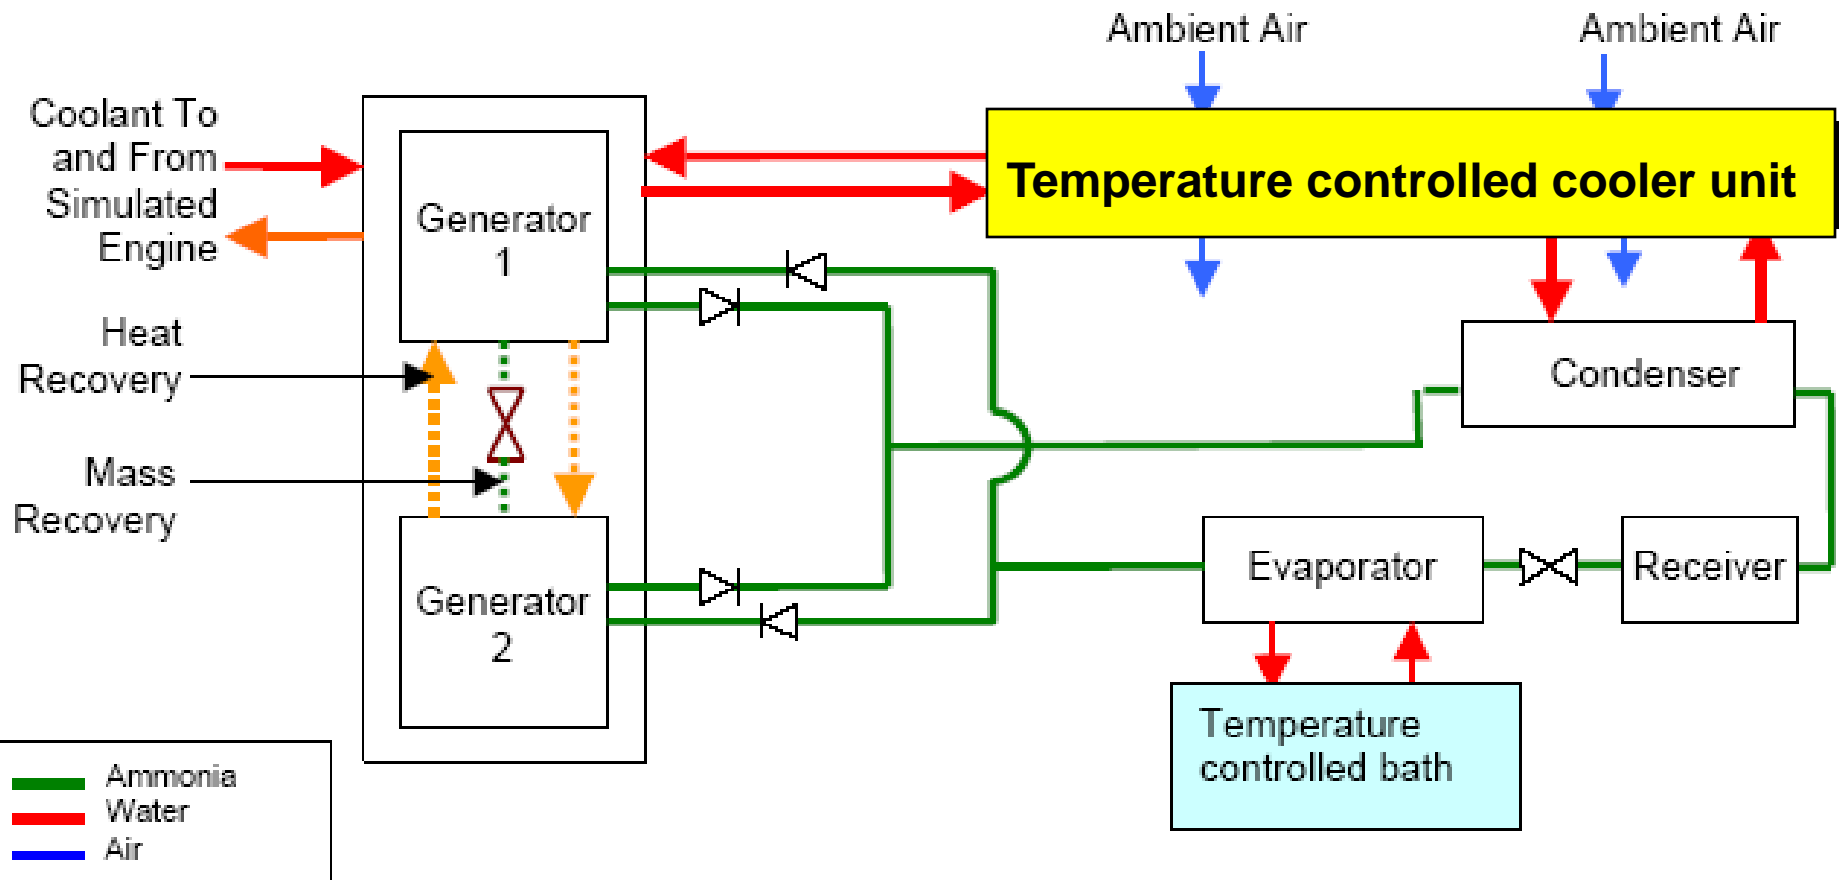 Ambient Air
Ambient Air
Coolant To
and From
Simulated
Engine
Temperature controlled cooler unit
Generator
1
Heat
Recovery
Condenser
Mass
Recovery
Evaporator
Receiver
Generator
2
Temperature
controlled bath
Ammonia
Water
Air